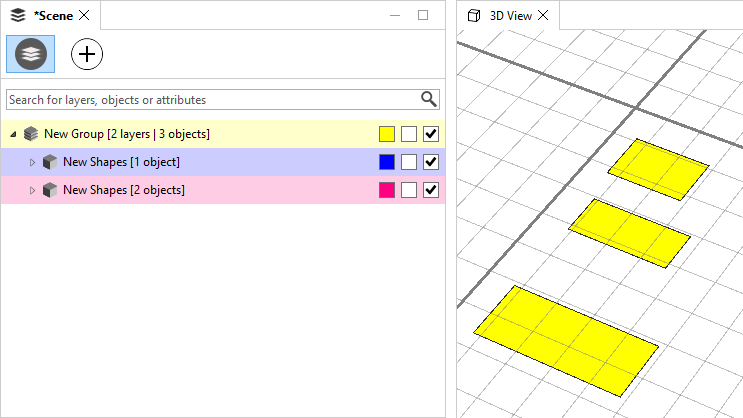 *Scene
3D View
Search for layers, objects or attributes
New Group [2 layers | 3 objects]
New Shapes [1 object]
New Shapes [2 objects]